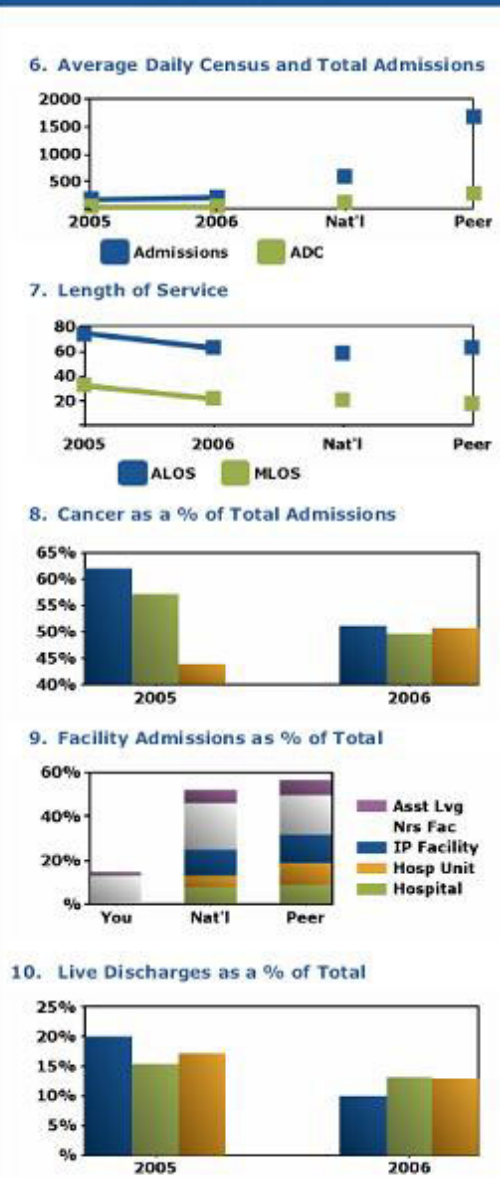 6. Average Daily Census and Total Admissions
2000
1500
1000
500
2005 2006 Nat'l Peer
Admissions ADC
7. Length of Service
80
60
40
20
2005 2006 Nat'l Peer
ALOS MLOS
8. Cancer as a % of Total Admissions
65%
60%
55%
50%
45%
40%
2005 2006
9. Facility Admissions as % of Total
60%
40%
20%
%
You Nat'l Peer
Asst Lvg
Nrs Fac
IP Facility
Hosp Unit
Hospital
10. Live Discharges as a % of Total
25%
20%
15%
10%
5%
%
2005 2006